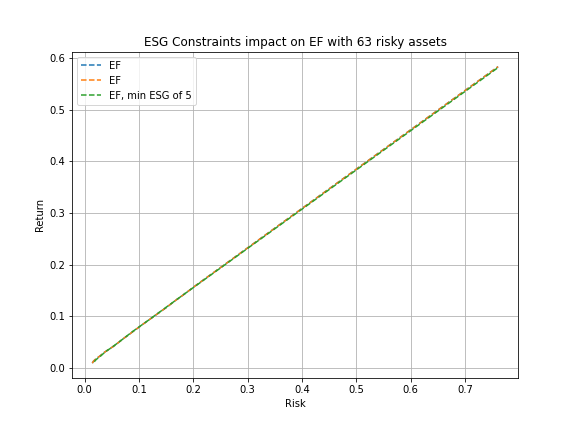 ESG Constraints impact on EF with 63 risky assets
EF
EF
EF, min ESG of 5
0.6
0.5
0.4
0.3
0.2
0.1
0.0
Return
0.0 0.1 0.2 0.3 0.4 0.5 0.6 0.7
Risk